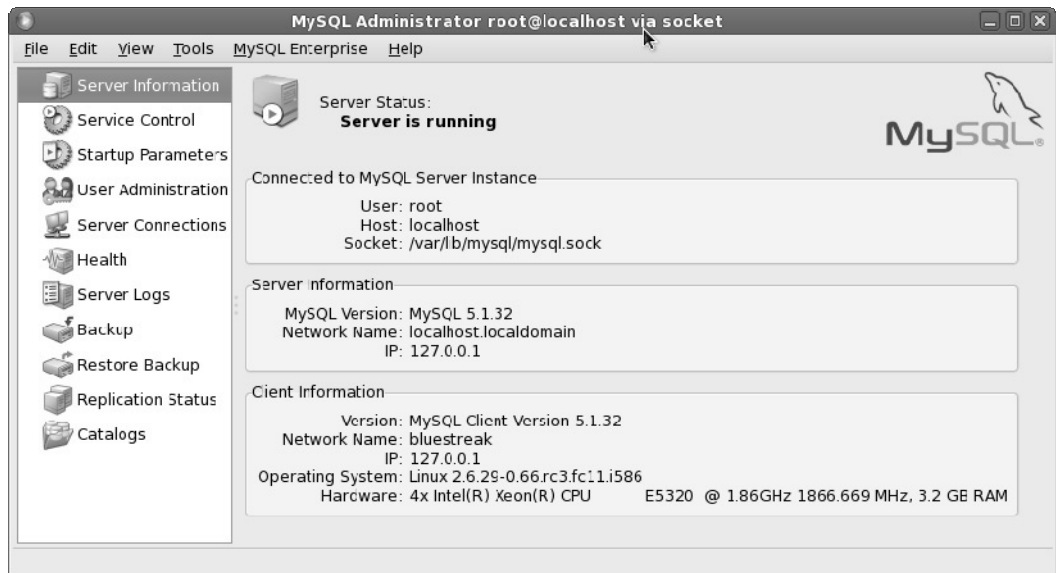 MySQL Administrator root@localhost via socket
File Edit View Tools MySQL Enterprise Help
Server Information
Service Control
Startup Parameters
User Administration
Server Connections
Health
Server Logs
Backup
Restore Backup
Replication Status
Catalogs
Server Status:
Server is running
MySQL®
Connected to MySQL Server Instance
User: root
Host: localhost
Socket: /var/lib/mysql/mysql.sock
Server Information
MySQL Version: MySQL 5.1.32
Network Name: localhost.localdomain
IP: 127.0.0.1
Client Information
Version: MySQL Client Version 5.1.32
Network Name: bluestreak
IP: 127.0.0.1
Operating System: Linux 2.6.29-0.66.rc3.fc11.i586
Hardware: 4x Intel(R) Xeon(R) CPU E5320 @ 1.86GHz 1866.669 MHz, 3.2 GB RAM